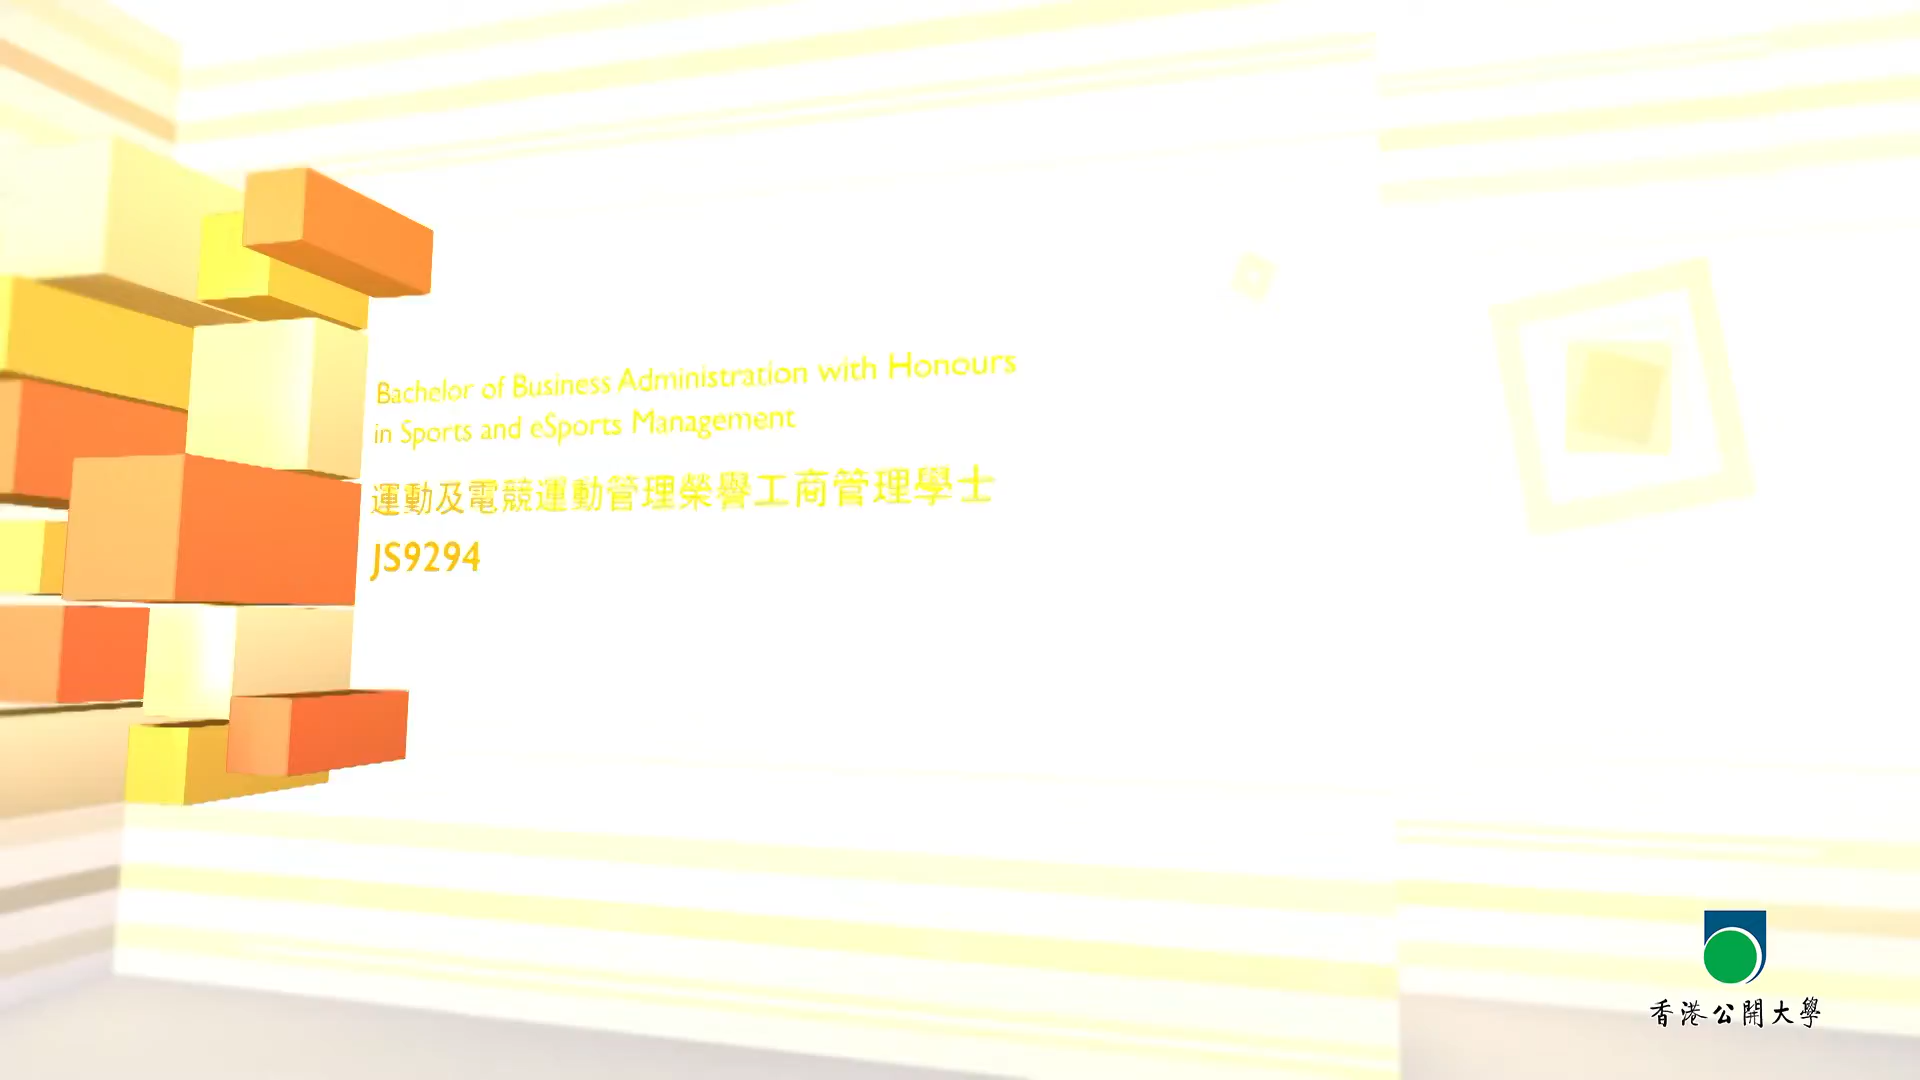 Bachelor of Business Administration with Honours
in Sports and eSports Management
運動及電競運動管理榮譽工商管理學士
JS9294
香港公開大學